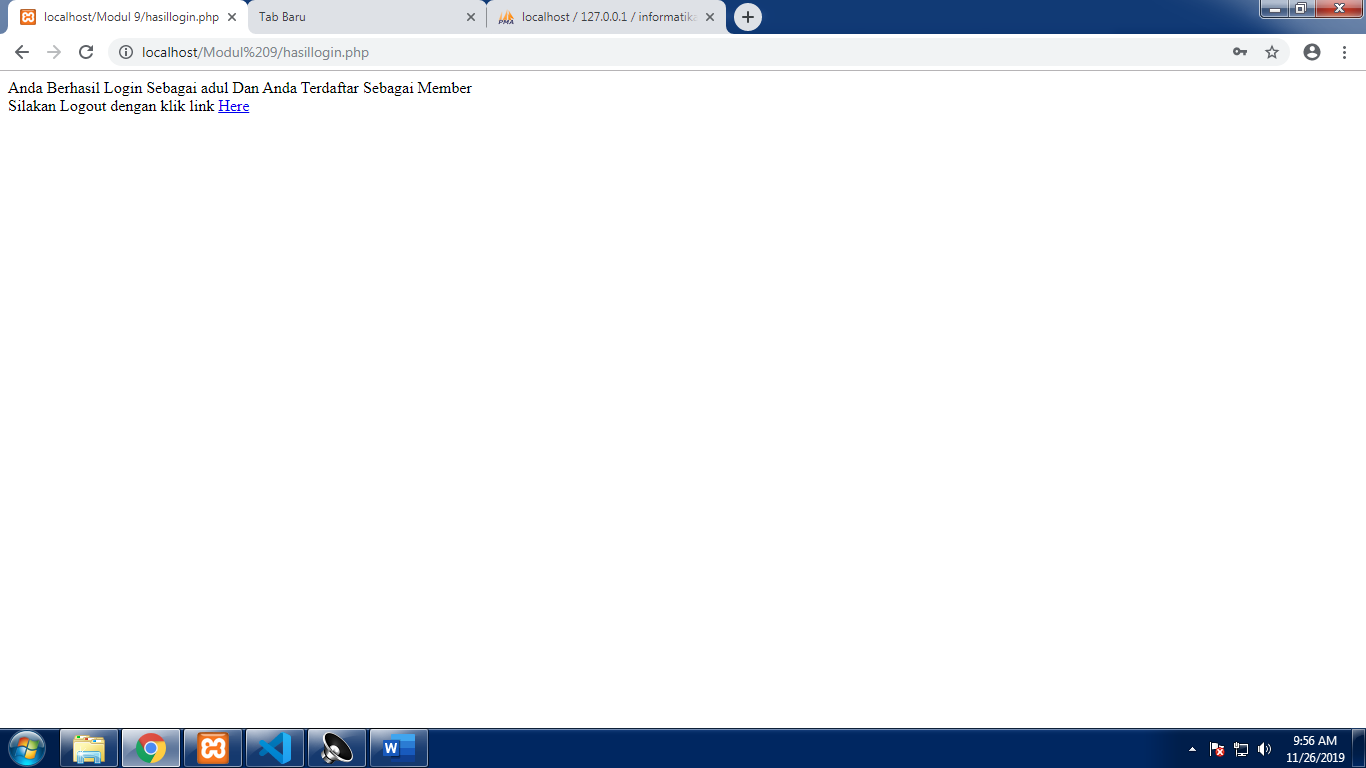 localhost/Modul 9/hasillogin.php
Tab Baru
localhost / 127.0.0.1 / informatika
localhost/Modul%209/hasillogin.php
Anda Berhasil Login Sebagai adul Dan Anda Terdaftar Sebagai Member
Silakan Logout dengan klik link Here
9:56 AM
11/26/2019